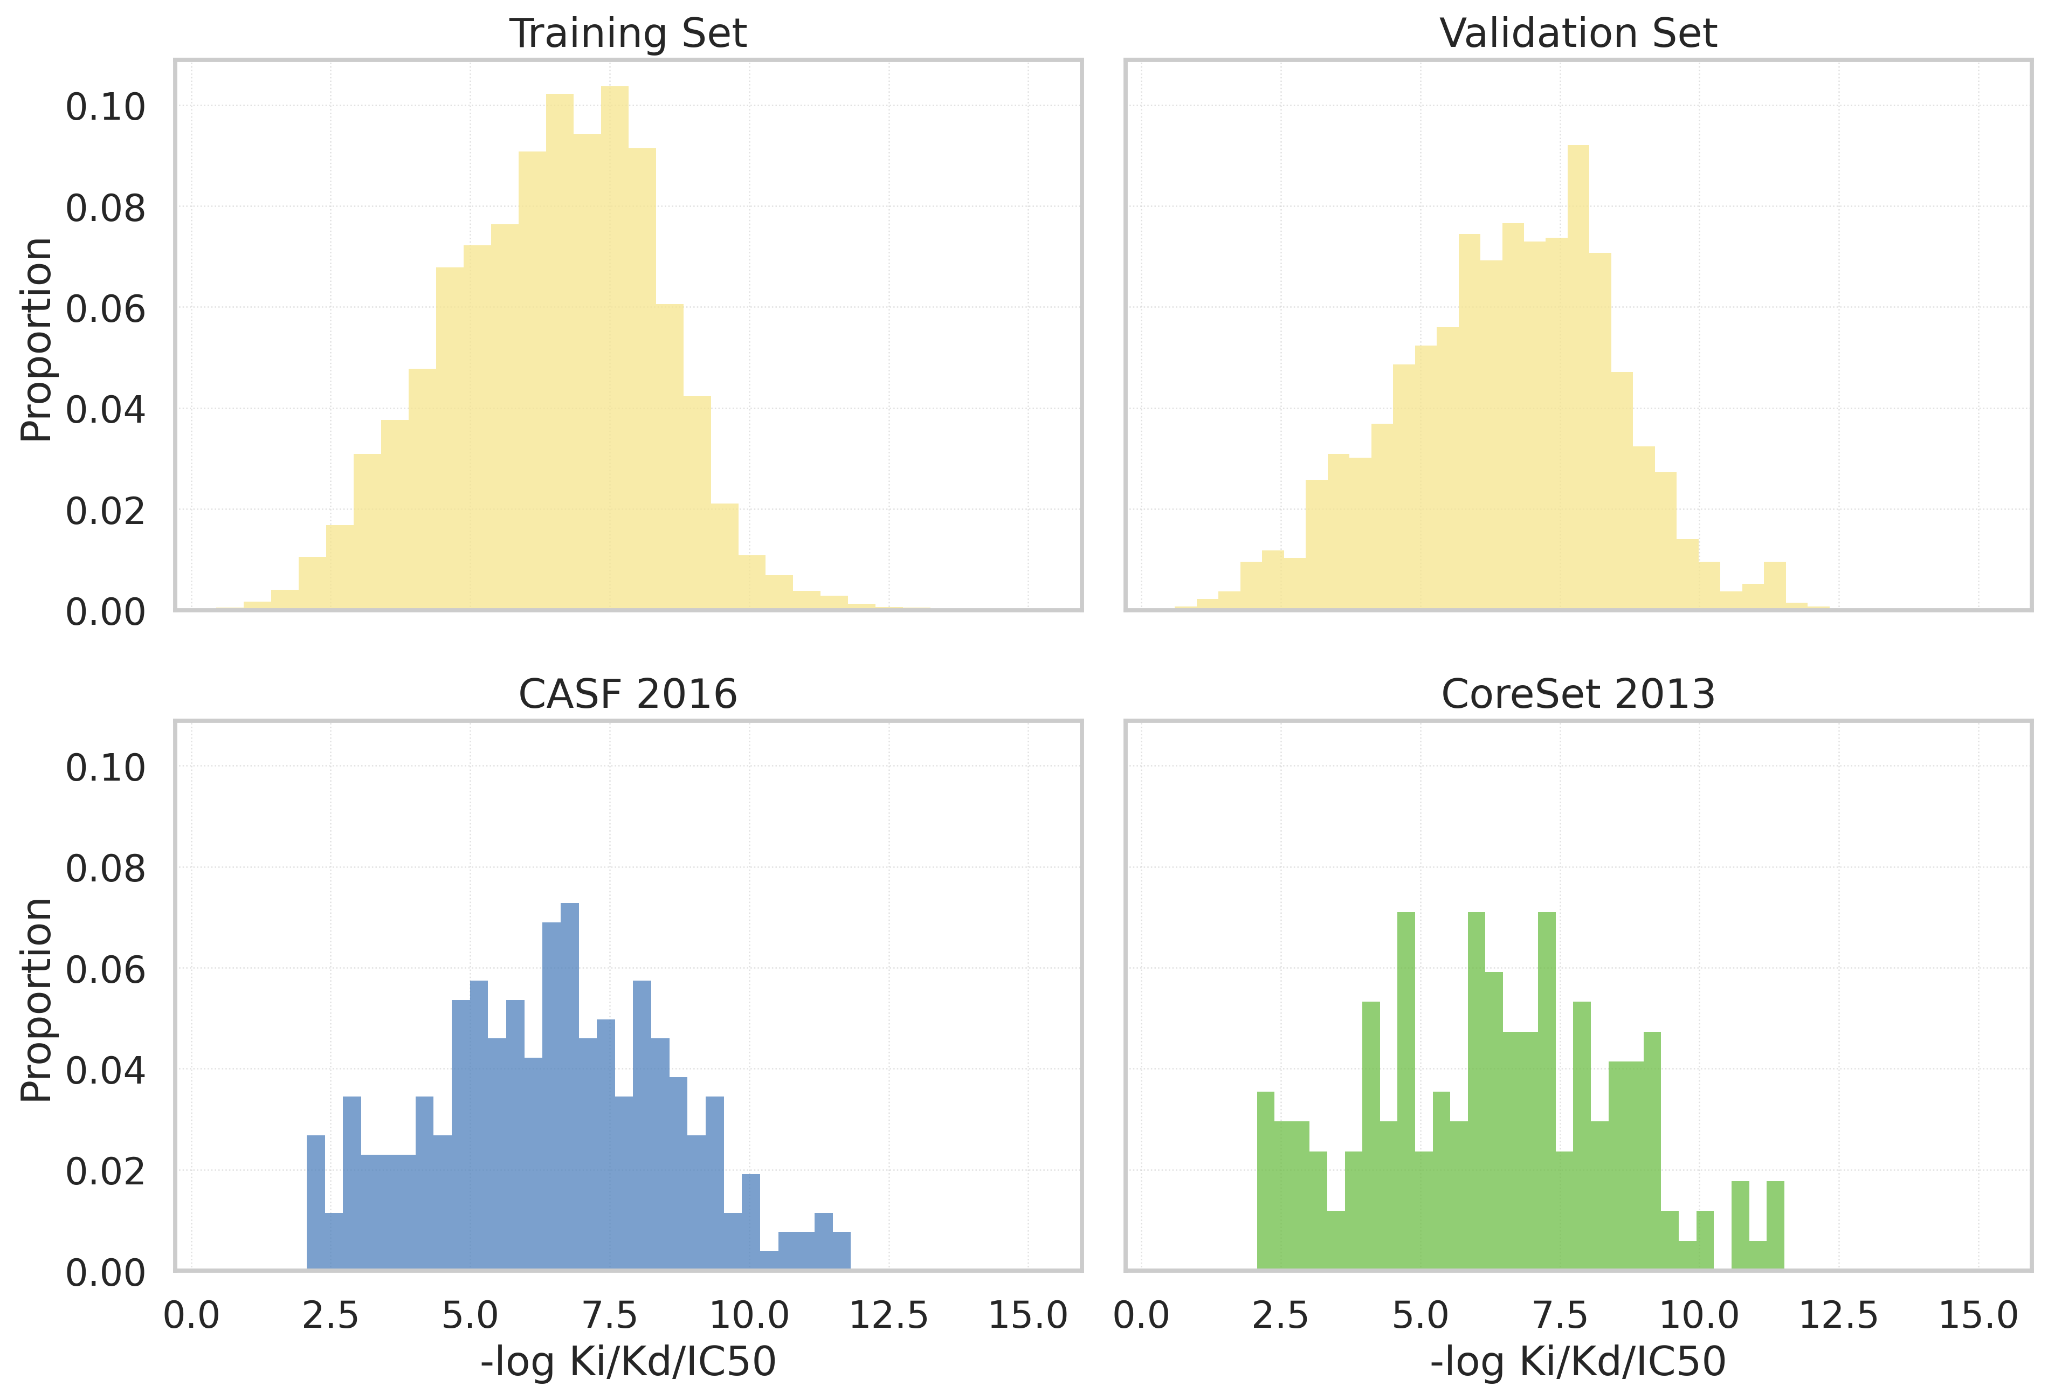 Training Set
Validation Set
Proportion
0.10
0.08
0.06
0.04
0.02
0.00
CASF 2016
CoreSet 2013
Proportion
0.10
0.08
0.06
0.04
0.02
0.00
0.0 2.5 5.0 7.5 10.0 12.5 15.0
0.0 2.5 5.0 7.5 10.0 12.5 15.0
-log Ki/Kd/IC50
-log Ki/Kd/IC50